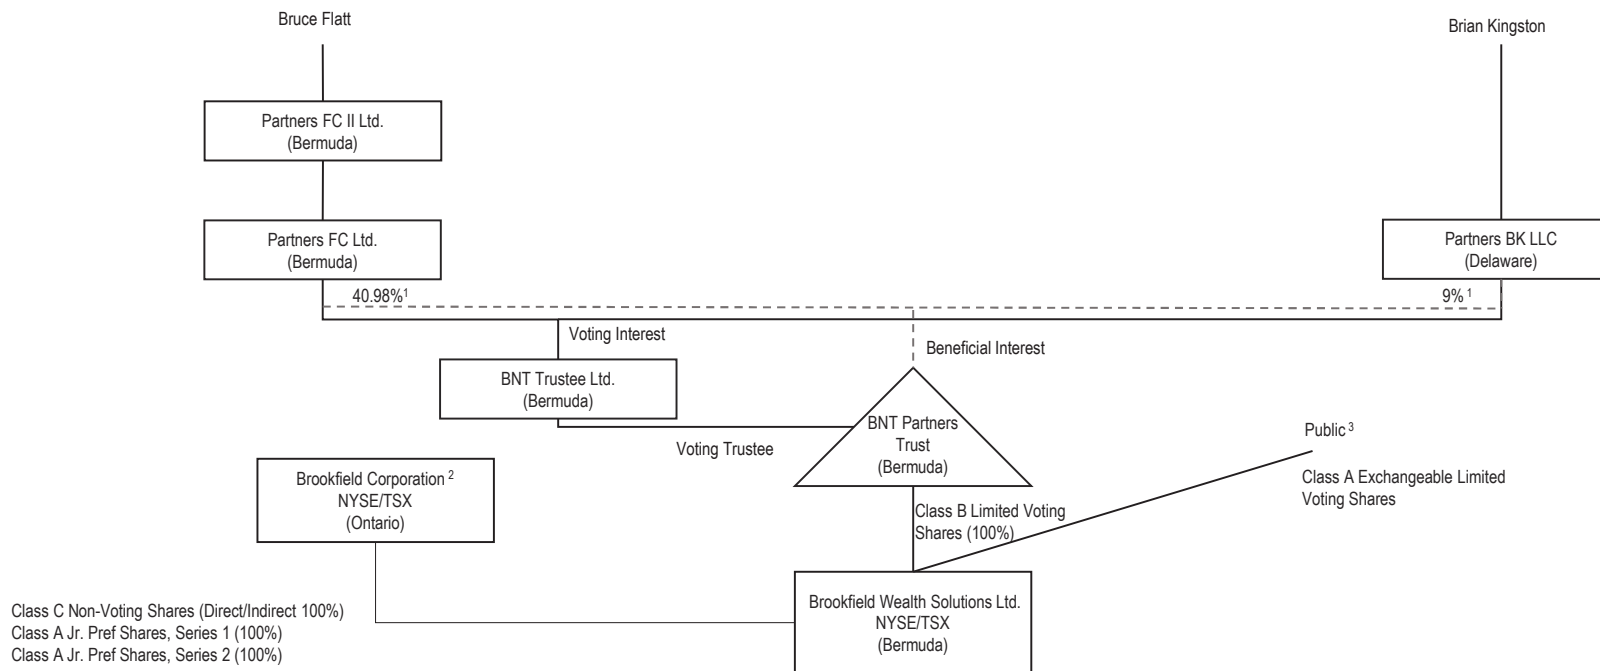 Bruce Flatt
Brian Kingston
Partners FC II Ltd.
(Bermuda)
Partners FC Ltd.
(Bermuda)
Partners BK LLC
(Delaware)
40.98%¹
9% ¹
Voting Interest
Beneficial Interest
BNT Trustee Ltd.
(Bermuda)
BNT Partners
Trust
(Bermuda)
Voting Trustee
Public ³
Class A Exchangeable Limited
Voting Shares
Brookfield Corporation ²
NYSE/TSX
(Ontario)
Class B Limited Voting
Shares (100%)
Brookfield Wealth Solutions Ltd.
NYSE/TSX
(Bermuda)
Class C Non-Voting Shares (Direct/Indirect 100%)
Class A Jr. Pref Shares, Series 1 (100%)
Class A Jr. Pref Shares, Series 2 (100%)